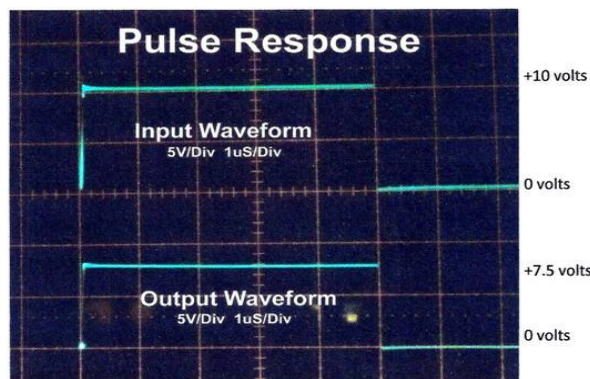 Pulse Response
+10 volts
Input Waveform
5V/Div 1uS/Div
0 volts
+7.5 volts
Output Waveform
5V/Div 1uS/Div
0 volts